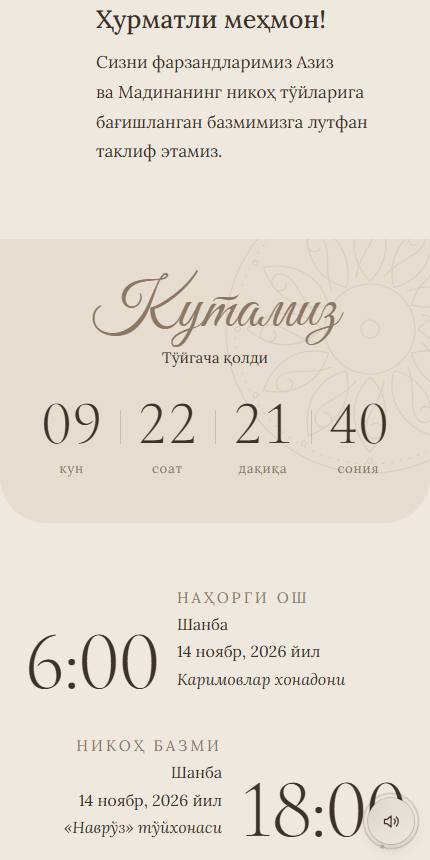 Ҳурматли меҳмон!
Сизни фарзандларимиз Азиз
ва Мадинанинг никоҳ тўйларига
бағишланган базмимизга лутфан
таклиф этамиз.
Кутамиз
Тўйгача қолди
09 22 21 40
кун соат дақиқа сония
НАҲОРГИ ОШ
Шанба
6:00
14 ноябр, 2026 йил
Каримовлар хонадони
НИКОҲ БАЗМИ
Шанба
14 ноябр, 2026 йил
18:00
«Наврўз» тўйхонаси